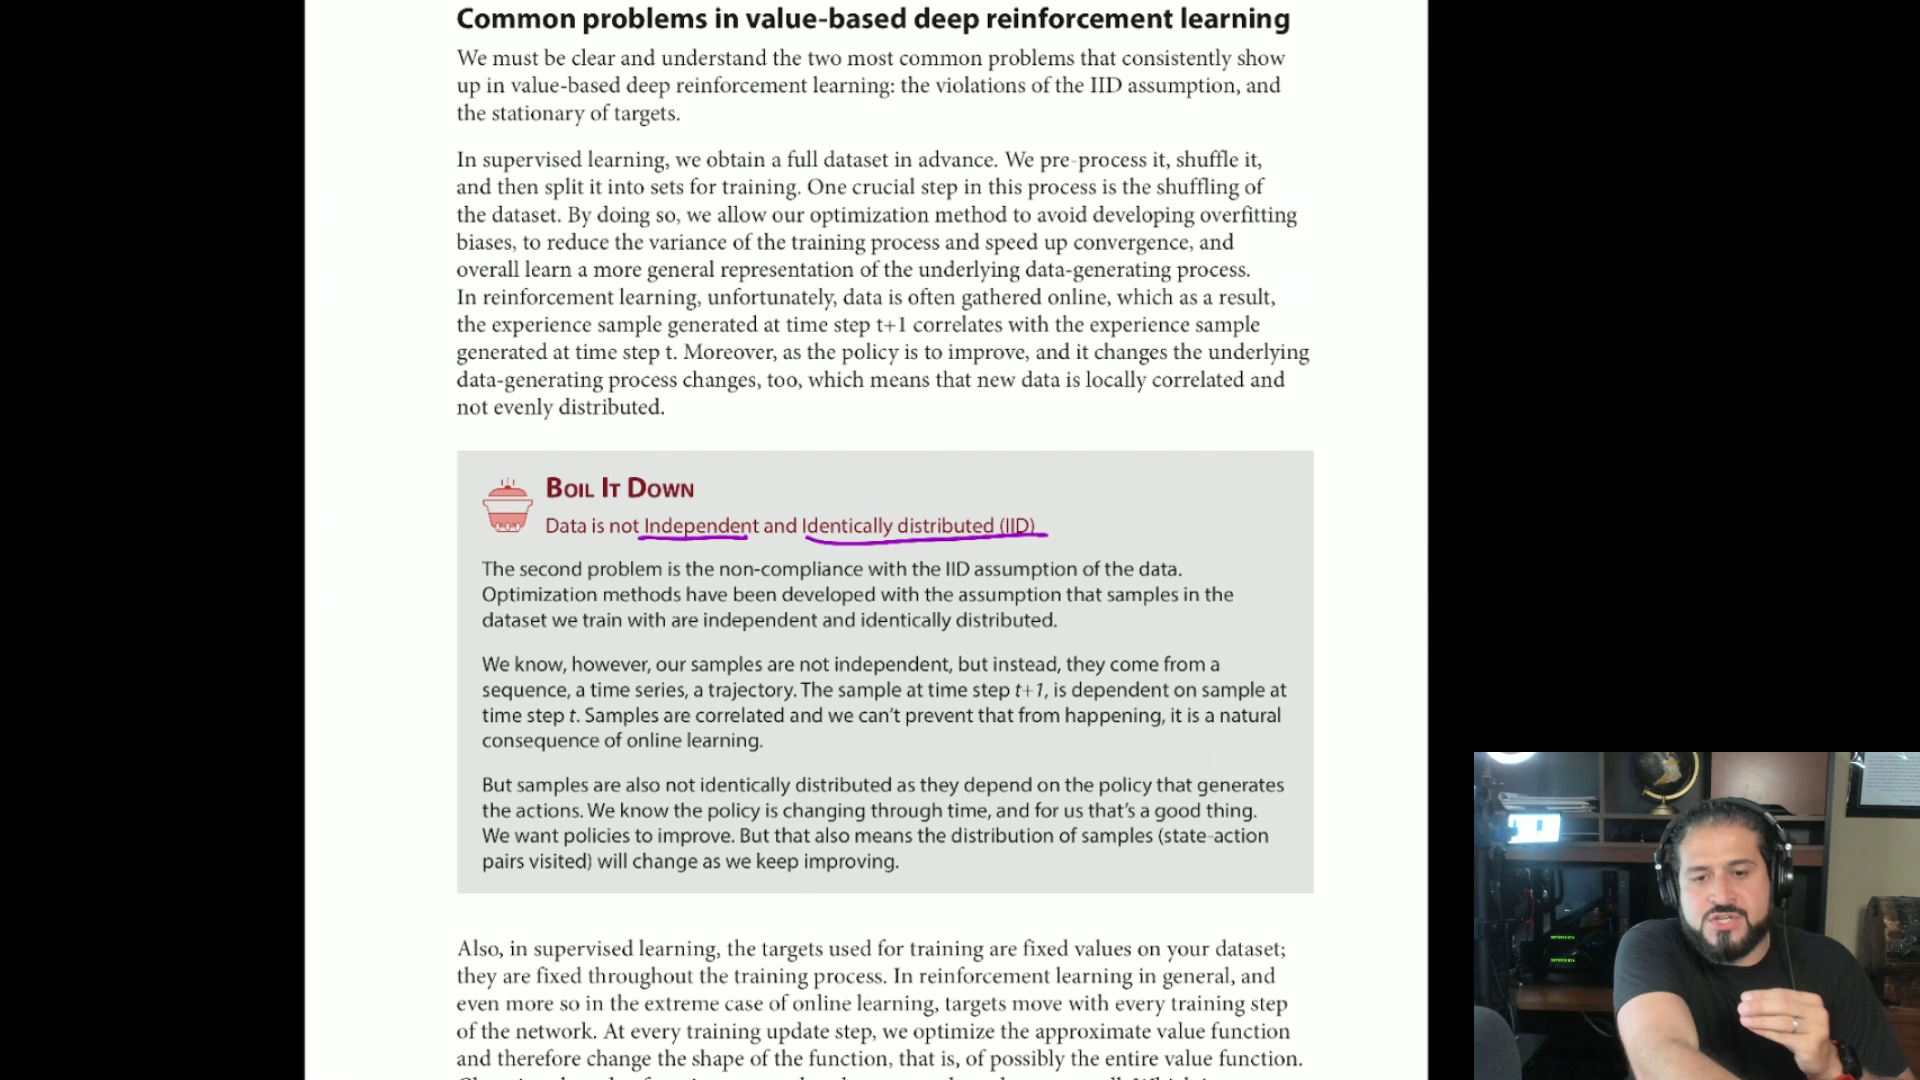 Common problems in value-based deep reinforcement learning
We must be clear and understand the two most common problems that consistently show
up in value-based deep reinforcement learning: the violations of the IID assumption, and
the stationary of targets.
In supervised learning, we obtain a full dataset in advance. We pre-process it, shuffle it,
and then split it into sets for training. One crucial step in this process is the shuffling of
the dataset. By doing so, we allow our optimization method to avoid developing overfitting
biases, to reduce the variance of the training process and speed up convergence, and
overall learn a more general representation of the underlying data-generating process.
In reinforcement learning, unfortunately, data is often gathered online, which as a result,
the experience sample generated at time step t+1 correlates with the experience sample
generated at time step t. Moreover, as the policy is to improve, and it changes the underlying
data-generating process changes, too, which means that new data is locally correlated and
not evenly distributed.
Boil It Down
Data is not Independent and Identically distributed (IID)
The second problem is the non-compliance with the IID assumption of the data.
Optimization methods have been developed with the assumption that samples in the
dataset we train with are independent and identically distributed.
We know, however, our samples are not independent, but instead, they come from a
sequence, a time series, a trajectory. The sample at time step t+1, is dependent on sample at
time step t. Samples are correlated and we can't prevent that from happening, it is a natural
consequence of online learning.
But samples are also not identically distributed as they depend on the policy that generates
the actions. We know the policy is changing through time, and for us that's a good thing.
We want policies to improve. But that also means the distribution of samples (state-action
pairs visited) will change as we keep improving.
Also, in supervised learning, the targets used for training are fixed values on your dataset;
they are fixed throughout the training process. In reinforcement learning in general, and
even more so in the extreme case of online learning, targets move with every training step
of the network. At every training update step, we optimize the approximate value function
and therefore change the shape of the function, that is, of possibly the entire value function.